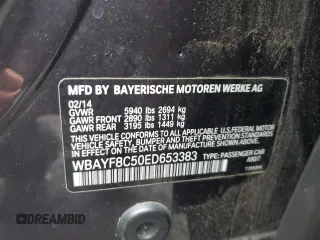 MFD BY BAYERISCHE MOTOREN WERKE AG
02/14
GVWR 5940 lbs 2694 kg
GAWR FRONT 2890 lbs 1311 kg
GAWR REAR 3195 lbs 1449 kg
THIS VEHICLE CONFORMS TO ALL APPLICABLE
FEDERAL MOTOR VEHICLE SAFETY, BUMPER,
AND THEFT PREVENTION STANDARDS IN EFFECT
ON THE DATE OF MANUFACTURE SHOWN ABOVE.
WBAYF8C50ED653383 TYPE: PASSENGER CAR
A90/7
DREAMBID